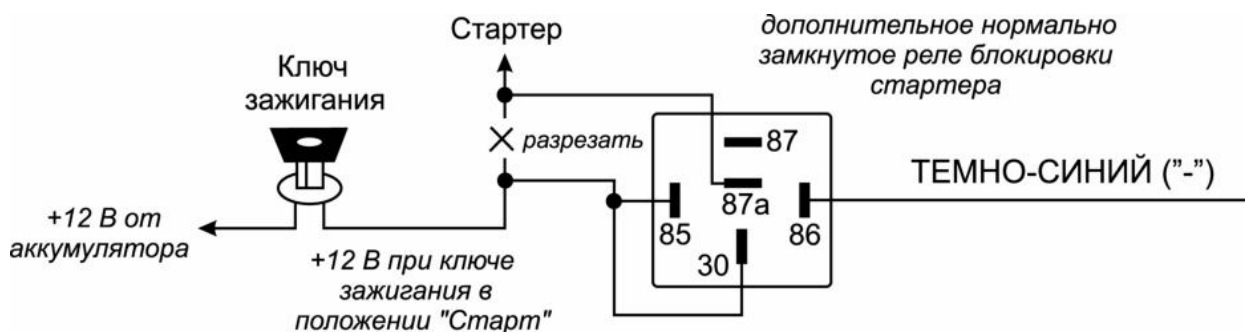 Стартер
дополнительное нормально
замкнутое реле блокировки
стартера
Ключ
зажигания
разрезать
87
87a
85
86
30
ТЕМНО-СИНИЙ ("-")
+12 В от
аккумулятора
+12 В при ключе
зажигания в
положении "Старт"